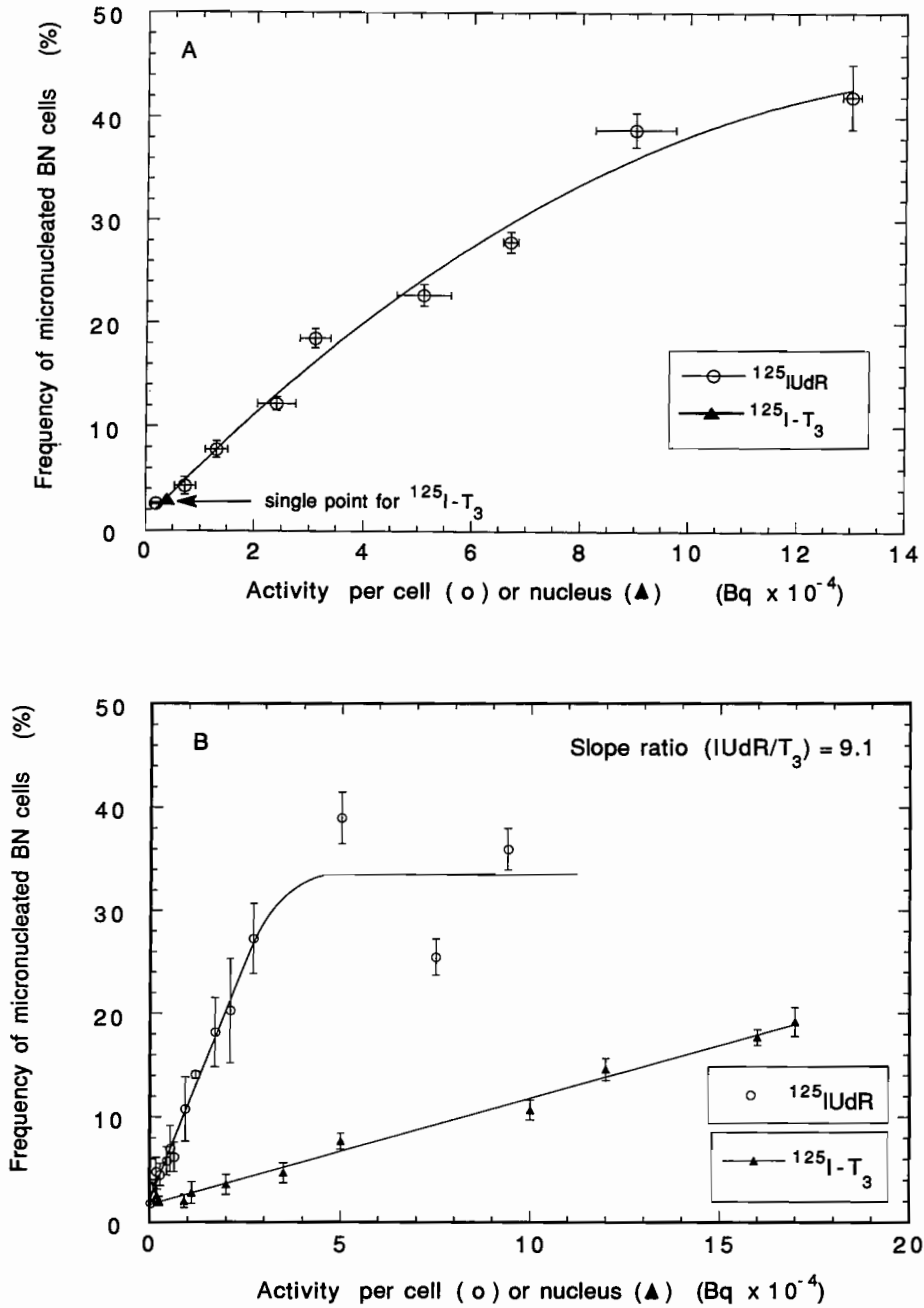 A
Frequency of micronucleated BN cells (%)
50
40
30
20
10
0
125IUdR
125I-T3
single point for 125I-T3
0 2 4 6 8 10 12 14
Activity per cell (o) or nucleus (▲) (Bq x 10-4)
B
Slope ratio (IUdR/T3) = 9.1
Frequency of micronucleated BN cells (%)
50
40
30
20
10
0
125IUdR
125I-T3
0 5 10 15 20
Activity per cell (o) or nucleus (▲) (Bq x 10-4)